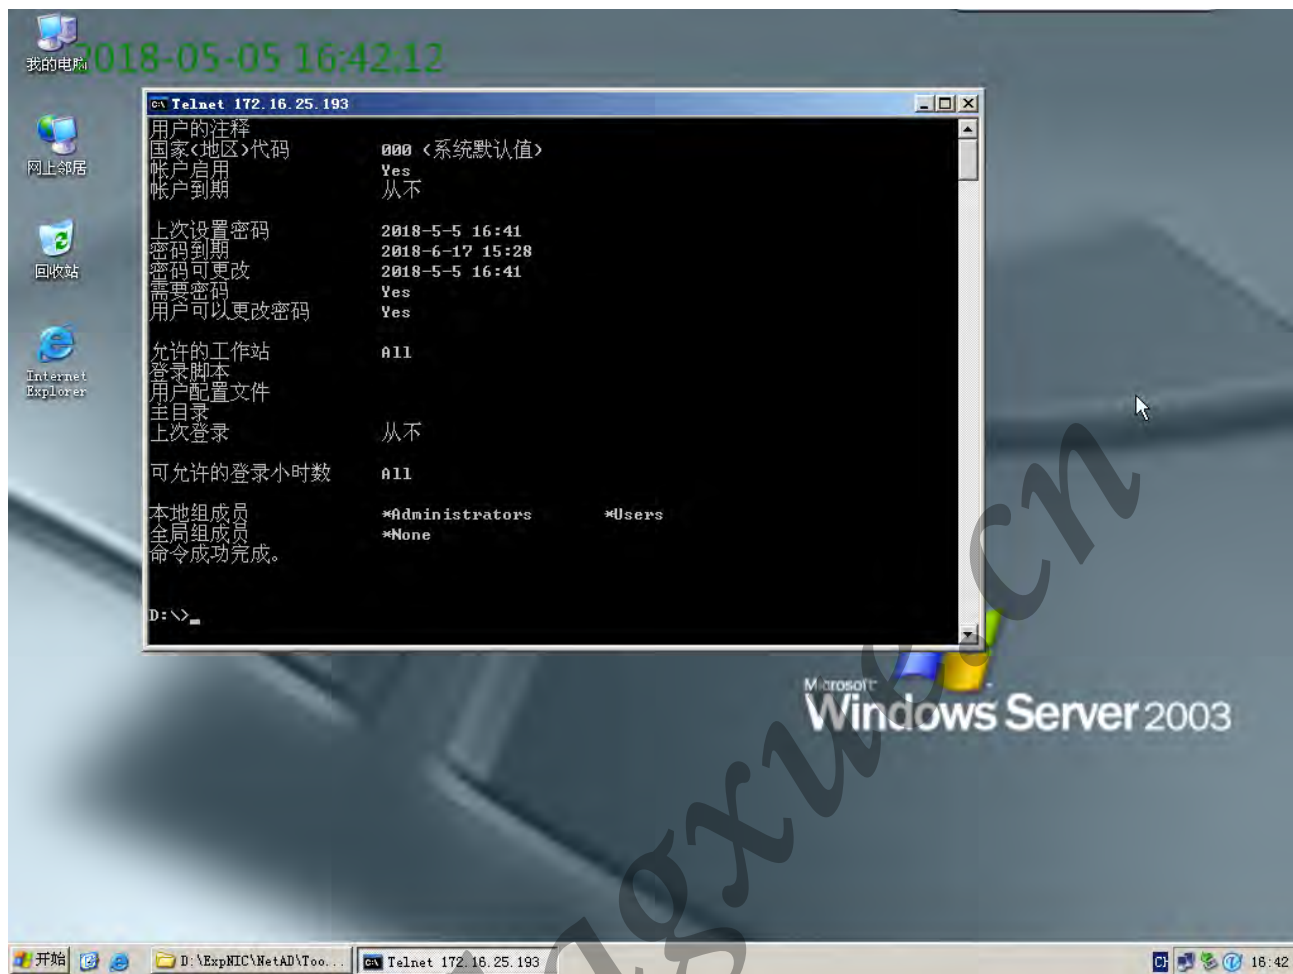 我的电脑
2018-05-05 16:42:12
网上邻居
回收站
Internet
Explorer
Telnet 172.16.25.193
用户的注释
国家(地区)代码 000 (系统默认值)
帐户启用 Yes
帐户到期 从不
上次设置密码 2018-5-5 16:41
密码到期 2018-6-17 15:28
密码可更改 2018-5-5 16:41
需要密码 Yes
用户可以更改密码 Yes
允许的工作站 All
登录脚本
用户配置文件
主目录
上次登录 从不
可允许的登录小时数 All
本地组成员 *Administrators *Users
全局组成员 *None
命令成功完成。
D:\>
Microsoft
Windows Server 2003
开始
D:\ExpNIC\NetAD\Too...
Telnet 172.16.25.193
16:42